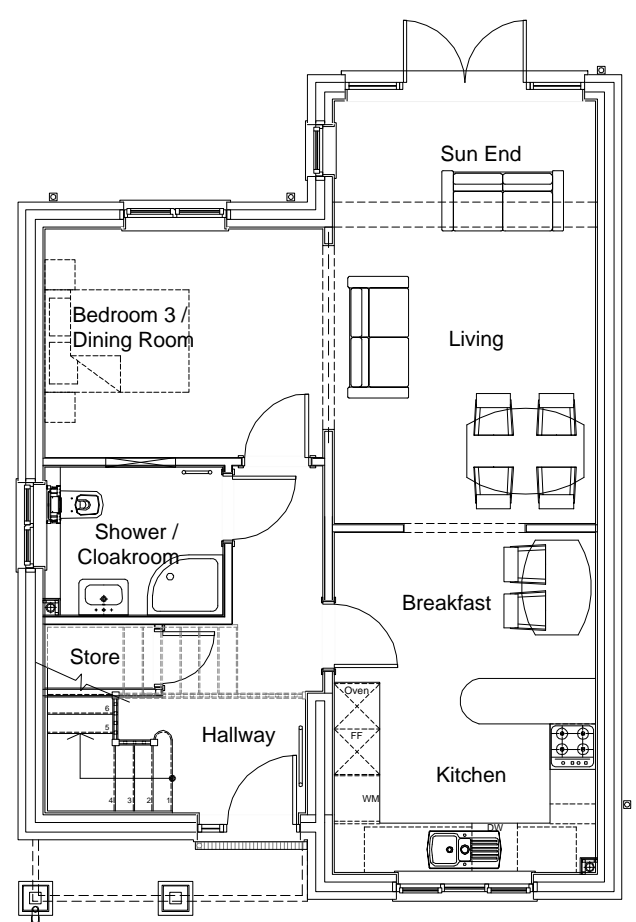 Sun End
Bedroom 3 /
Dining Room
Living
Shower /
Cloakroom
Breakfast
Store
Oven
6
5
Hallway
FF
Kitchen
WM
4
3
2
1
DW